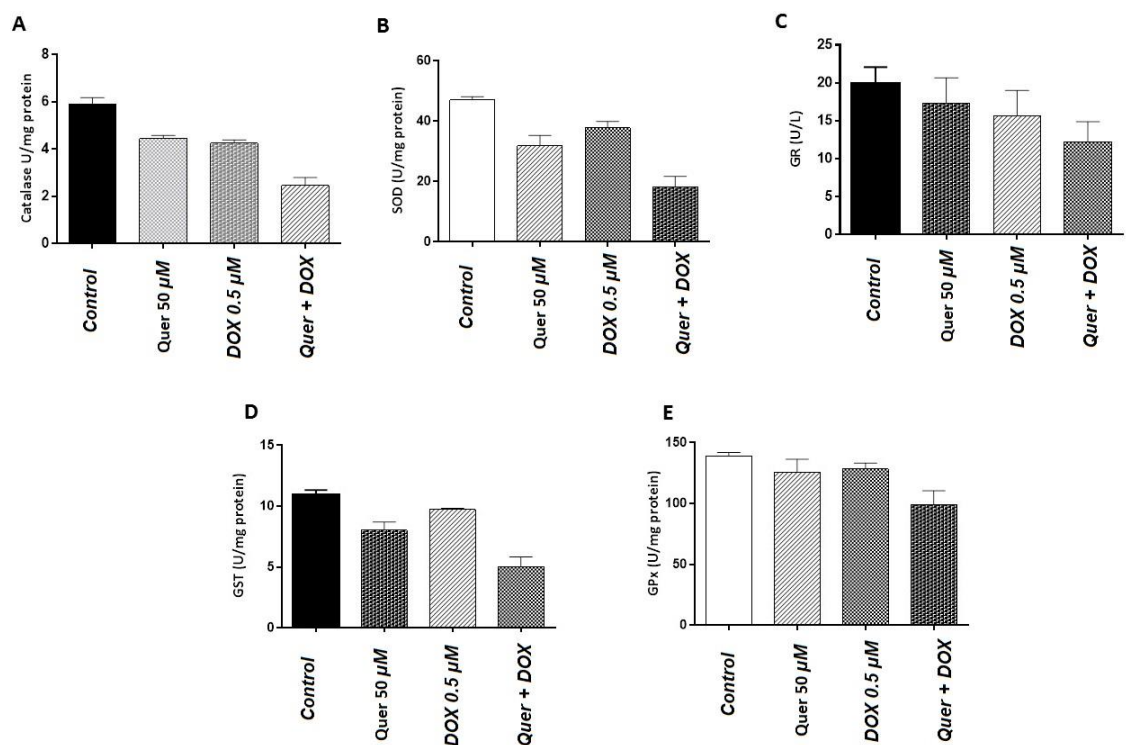 A
Catalase U/mg protein
8
6
4
2
0
Control
Quer 50 µM
DOX 0.5 µM
Quer + DOX
B
SOD (U/mg protein)
60
40
20
0
Control
Quer 50 µM
DOX 0.5 µM
Quer + DOX
C
GR (U/L)
25
20
15
10
5
0
Control
Quer 50 µM
DOX 0.5 µM
Quer + DOX
D
GST (U/mg protein)
15
10
5
0
Control
Quer 50 µM
DOX 0.5 µM
Quer + DOX
E
GPx (U/mg protein)
150
100
50
0
Control
Quer 50 µM
DOX 0.5 µM
Quer + DOX